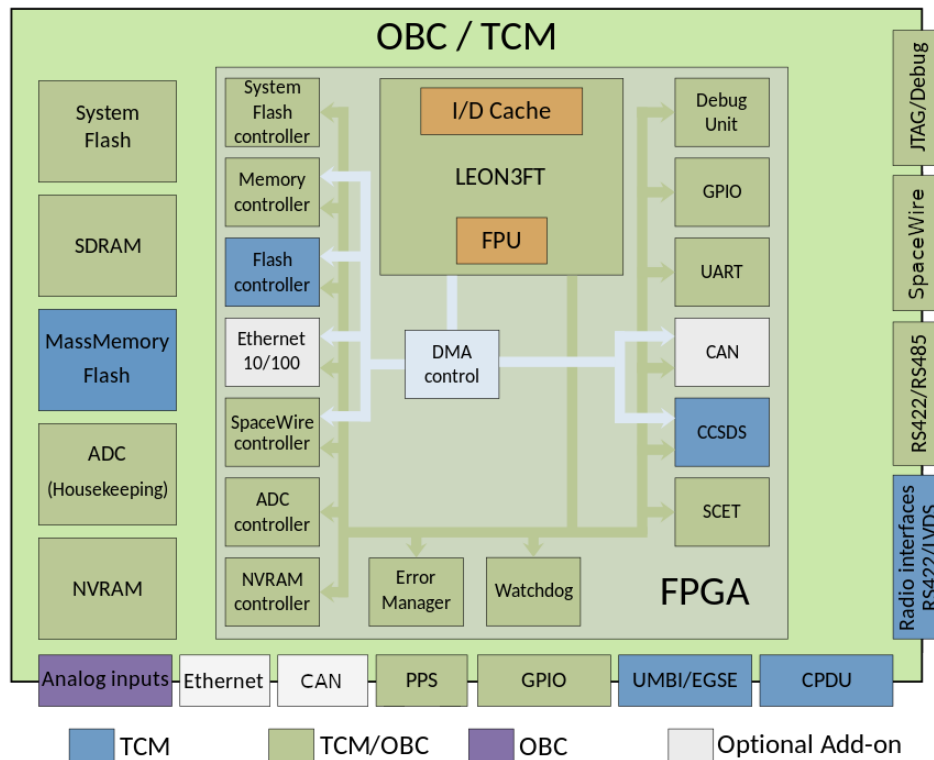 OBC / TCM
System
Flash
SDRAM
MassMemory
Flash
ADC
(Housekeeping)
NVRAM
System
Flash
controller
Memory
controller
Flash
controller
Ethernet
10/100
SpaceWire
controller
ADC
controller
NVRAM
controller
I/D Cache
LEON3FT
FPU
DMA
control
Error
Manager
Watchdog
Debug
Unit
GPIO
UART
CAN
CCSDS
SCET
FPGA
JTAG/Debug
SpaceWire
RS422/RS485
Radio interfaces
RS422/LVDS
Analog inputs
Ethernet
CAN
PPS
GPIO
UMBI/EGSE
CPDU
TCM
TCM/OBC
OBC
Optional Add-on